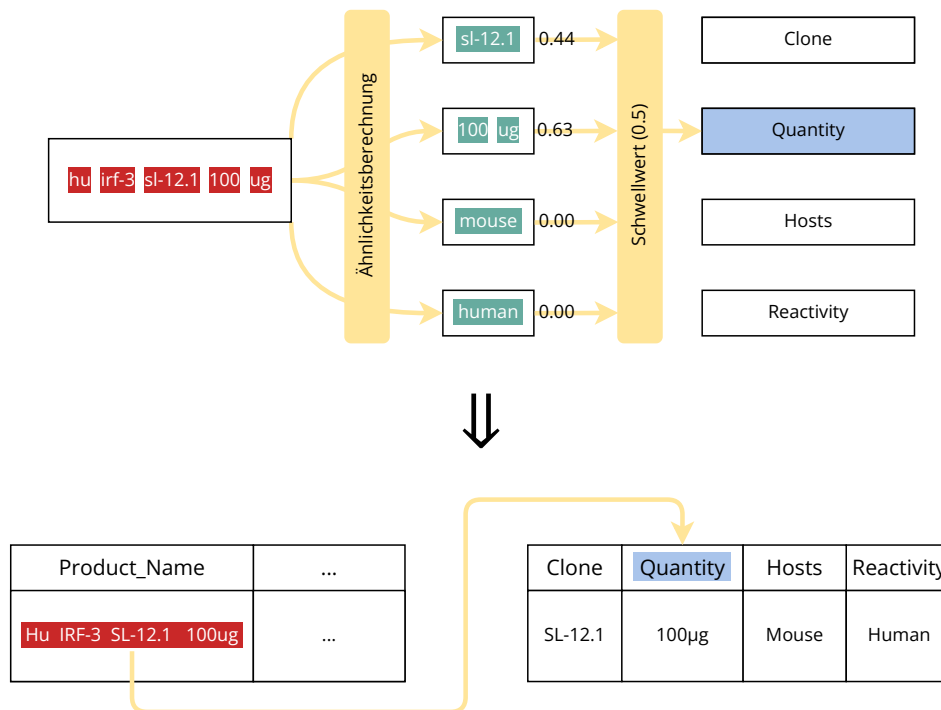 sl-12.1 0.44 Clone
100 ug 0.63 Quantity
hu irf-3 sl-12.1 100 ug
Ähnlichkeitsberechnung
Schwellwert (0.5)
mouse 0.00 Hosts
human 0.00 Reactivity
⇓
Product_Name ...
Hu IRF-3 SL-12.1 100ug ...
Clone Quantity Hosts Reactivity
SL-12.1 100µg Mouse Human